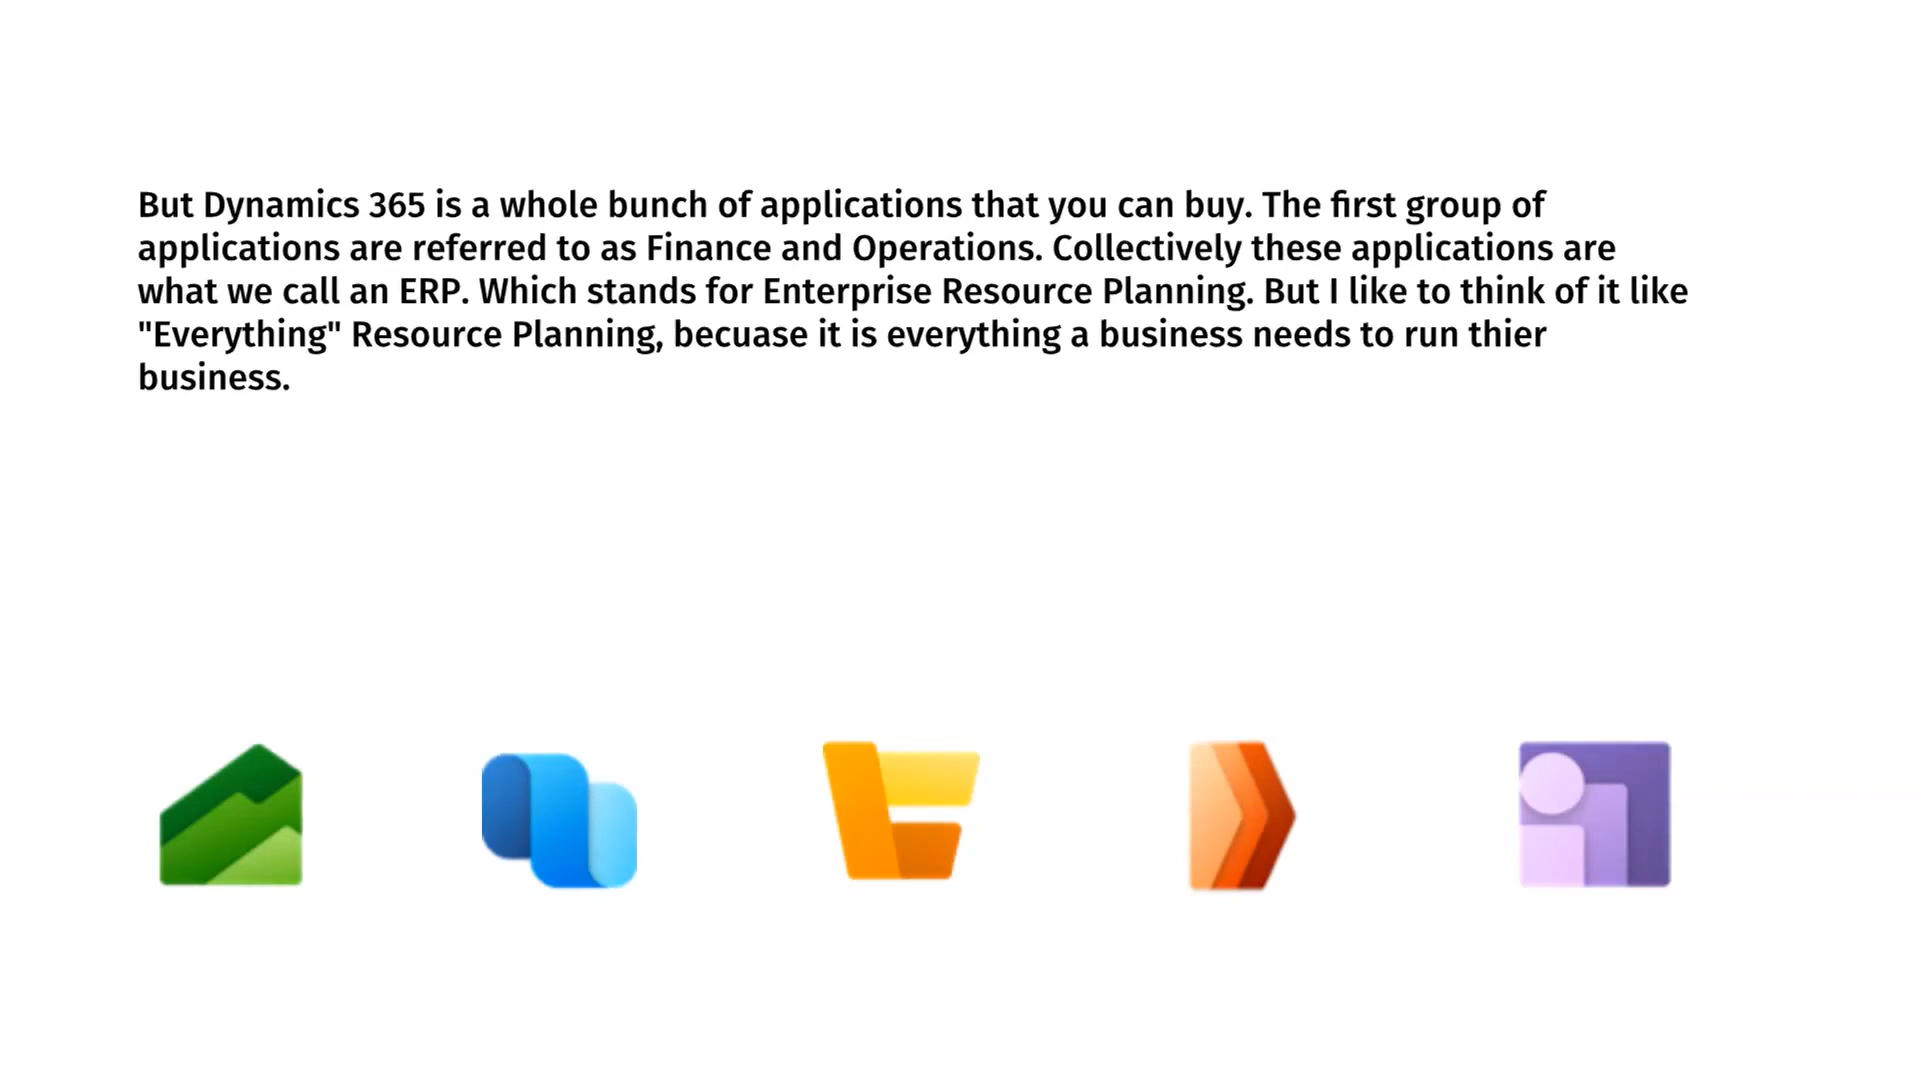 But Dynamics 365 is a whole bunch of applications that you can buy. The first group of
applications are referred to as Finance and Operations. Collectively these applications are
what we call an ERP. Which stands for Enterprise Resource Planning. But I like to think of it like
"Everything" Resource Planning, becuase it is everything a business needs to run thier
business.